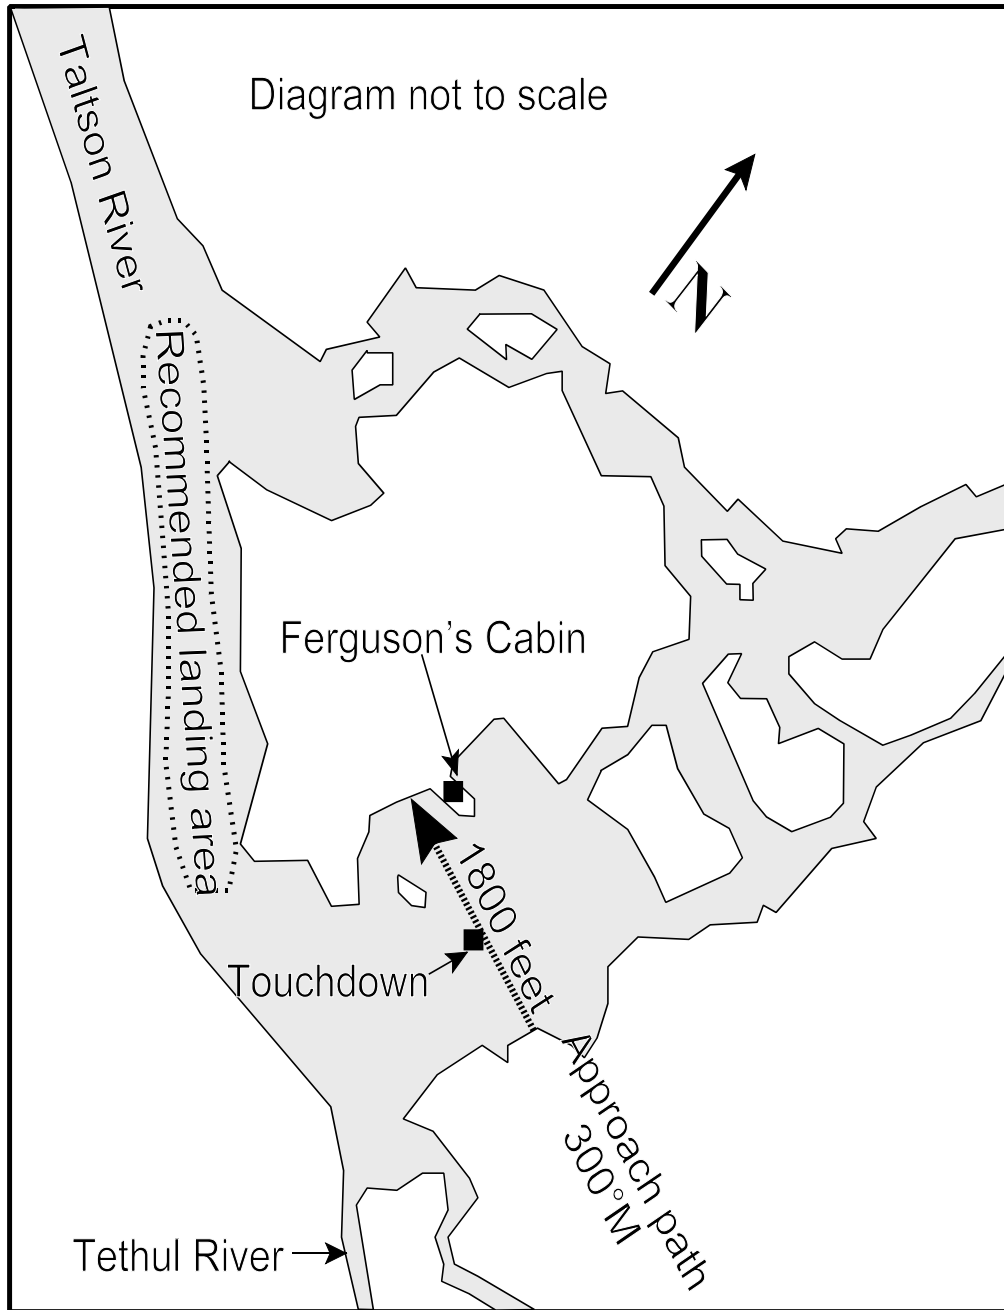 Taltson River
Diagram not to scale
N
Recommended landing area
Ferguson's Cabin
1800 feet
Touchdown
Approach path
300°M
Tethul River